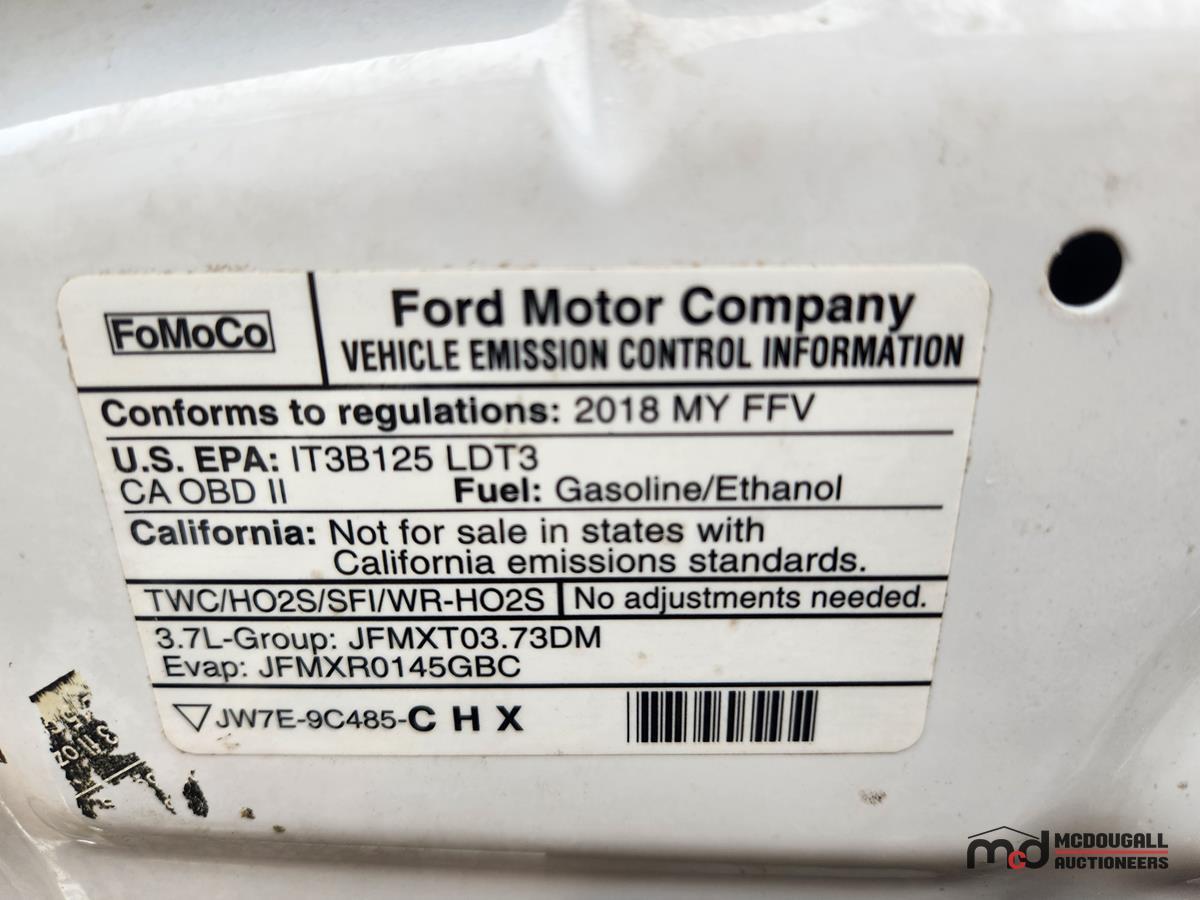 FoMoCo
Ford Motor Company
VEHICLE EMISSION CONTROL INFORMATION
Conforms to regulations: 2018 MY FFV
U.S. EPA: IT3B125 LDT3
CA OBD II Fuel: Gasoline/Ethanol
California: Not for sale in states with
California emissions standards.
TWC/HO2S/SFI/WR-HO2S No adjustments needed.
3.7L-Group: JFMXT03.73DM
Evap: JFMXR0145GBC
▽JW7E-9C485-C H X
mcd MCDOUGALL
AUCTIONEERS